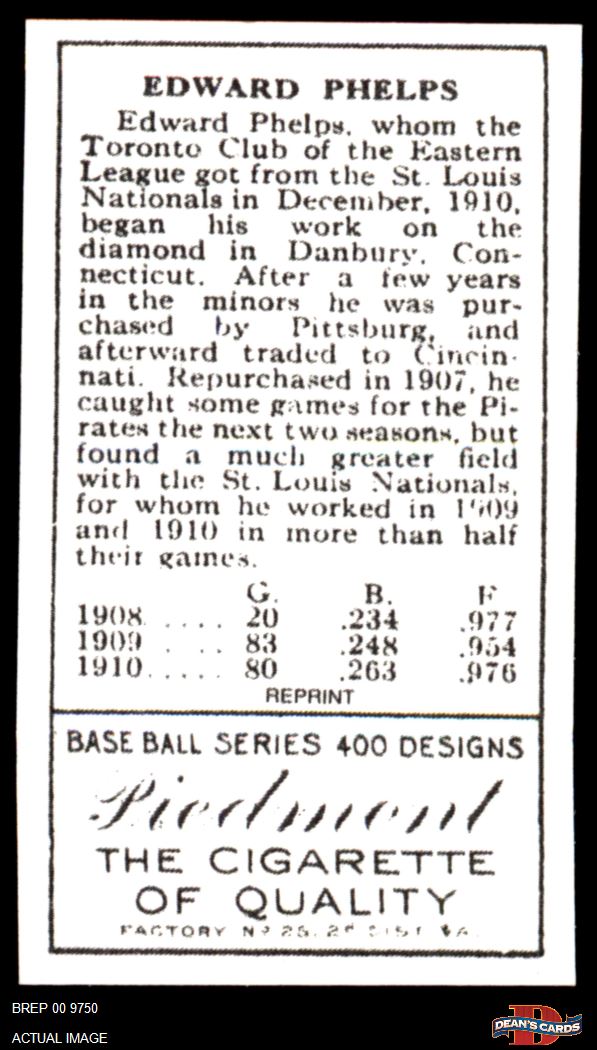 EDWARD PHELPS
Edward Phelps, whom the
Toronto Club of the Eastern
League got from the St. Louis
Nationals in December, 1910,
began his work on the
diamond in Danbury, Con-
necticut. After a few years
in the minors he was pur-
chased by Pittsburg, and
afterward traded to Cincin-
nati. Repurchased in 1907, he
caught some games for the Pi-
rates the next two seasons, but
found a much greater field
with the St. Louis Nationals,
for whom he worked in 1909
and 1910 in more than half
their games.
G. B. F
1908 .... 20 .234 .977
1909 . .. 83 .248 .954
1910..... 80 .263 .976
REPRINT
BASE BALL SERIES 400 DESIGNS
Piedmont
THE CIGARETTE
OF QUALITY
FACTORY No 25, 2d DIST VA.
BREP 00 9750
ACTUAL IMAGE
DEAN'S CARDS